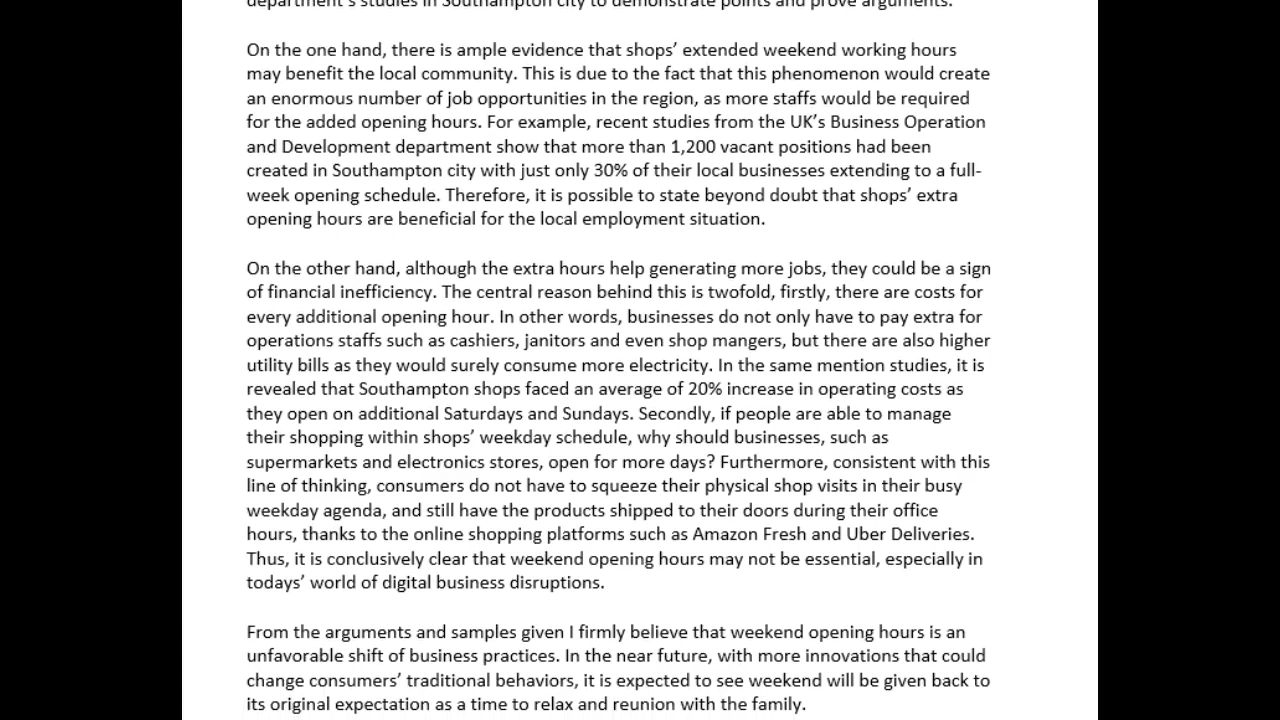 department's studies in Southampton city to demonstrate points and prove arguments.
On the one hand, there is ample evidence that shops' extended weekend working hours
may benefit the local community. This is due to the fact that this phenomenon would create
an enormous number of job opportunities in the region, as more staffs would be required
for the added opening hours. For example, recent studies from the UK's Business Operation
and Development department show that more than 1,200 vacant positions had been
created in Southampton city with just only 30% of their local businesses extending to a full-
week opening schedule. Therefore, it is possible to state beyond doubt that shops' extra
opening hours are beneficial for the local employment situation.
On the other hand, although the extra hours help generating more jobs, they could be a sign
of financial inefficiency. The central reason behind this is twofold, firstly, there are costs for
every additional opening hour. In other words, businesses do not only have to pay extra for
operations staffs such as cashiers, janitors and even shop mangers, but there are also higher
utility bills as they would surely consume more electricity. In the same mention studies, it is
revealed that Southampton shops faced an average of 20% increase in operating costs as
they open on additional Saturdays and Sundays. Secondly, if people are able to manage
their shopping within shops' weekday schedule, why should businesses, such as
supermarkets and electronics stores, open for more days? Furthermore, consistent with this
line of thinking, consumers do not have to squeeze their physical shop visits in their busy
weekday agenda, and still have the products shipped to their doors during their office
hours, thanks to the online shopping platforms such as Amazon Fresh and Uber Deliveries.
Thus, it is conclusively clear that weekend opening hours may not be essential, especially in
todays' world of digital business disruptions.
From the arguments and samples given I firmly believe that weekend opening hours is an
unfavorable shift of business practices. In the near future, with more innovations that could
change consumers' traditional behaviors, it is expected to see weekend will be given back to
its original expectation as a time to relax and reunion with the family.